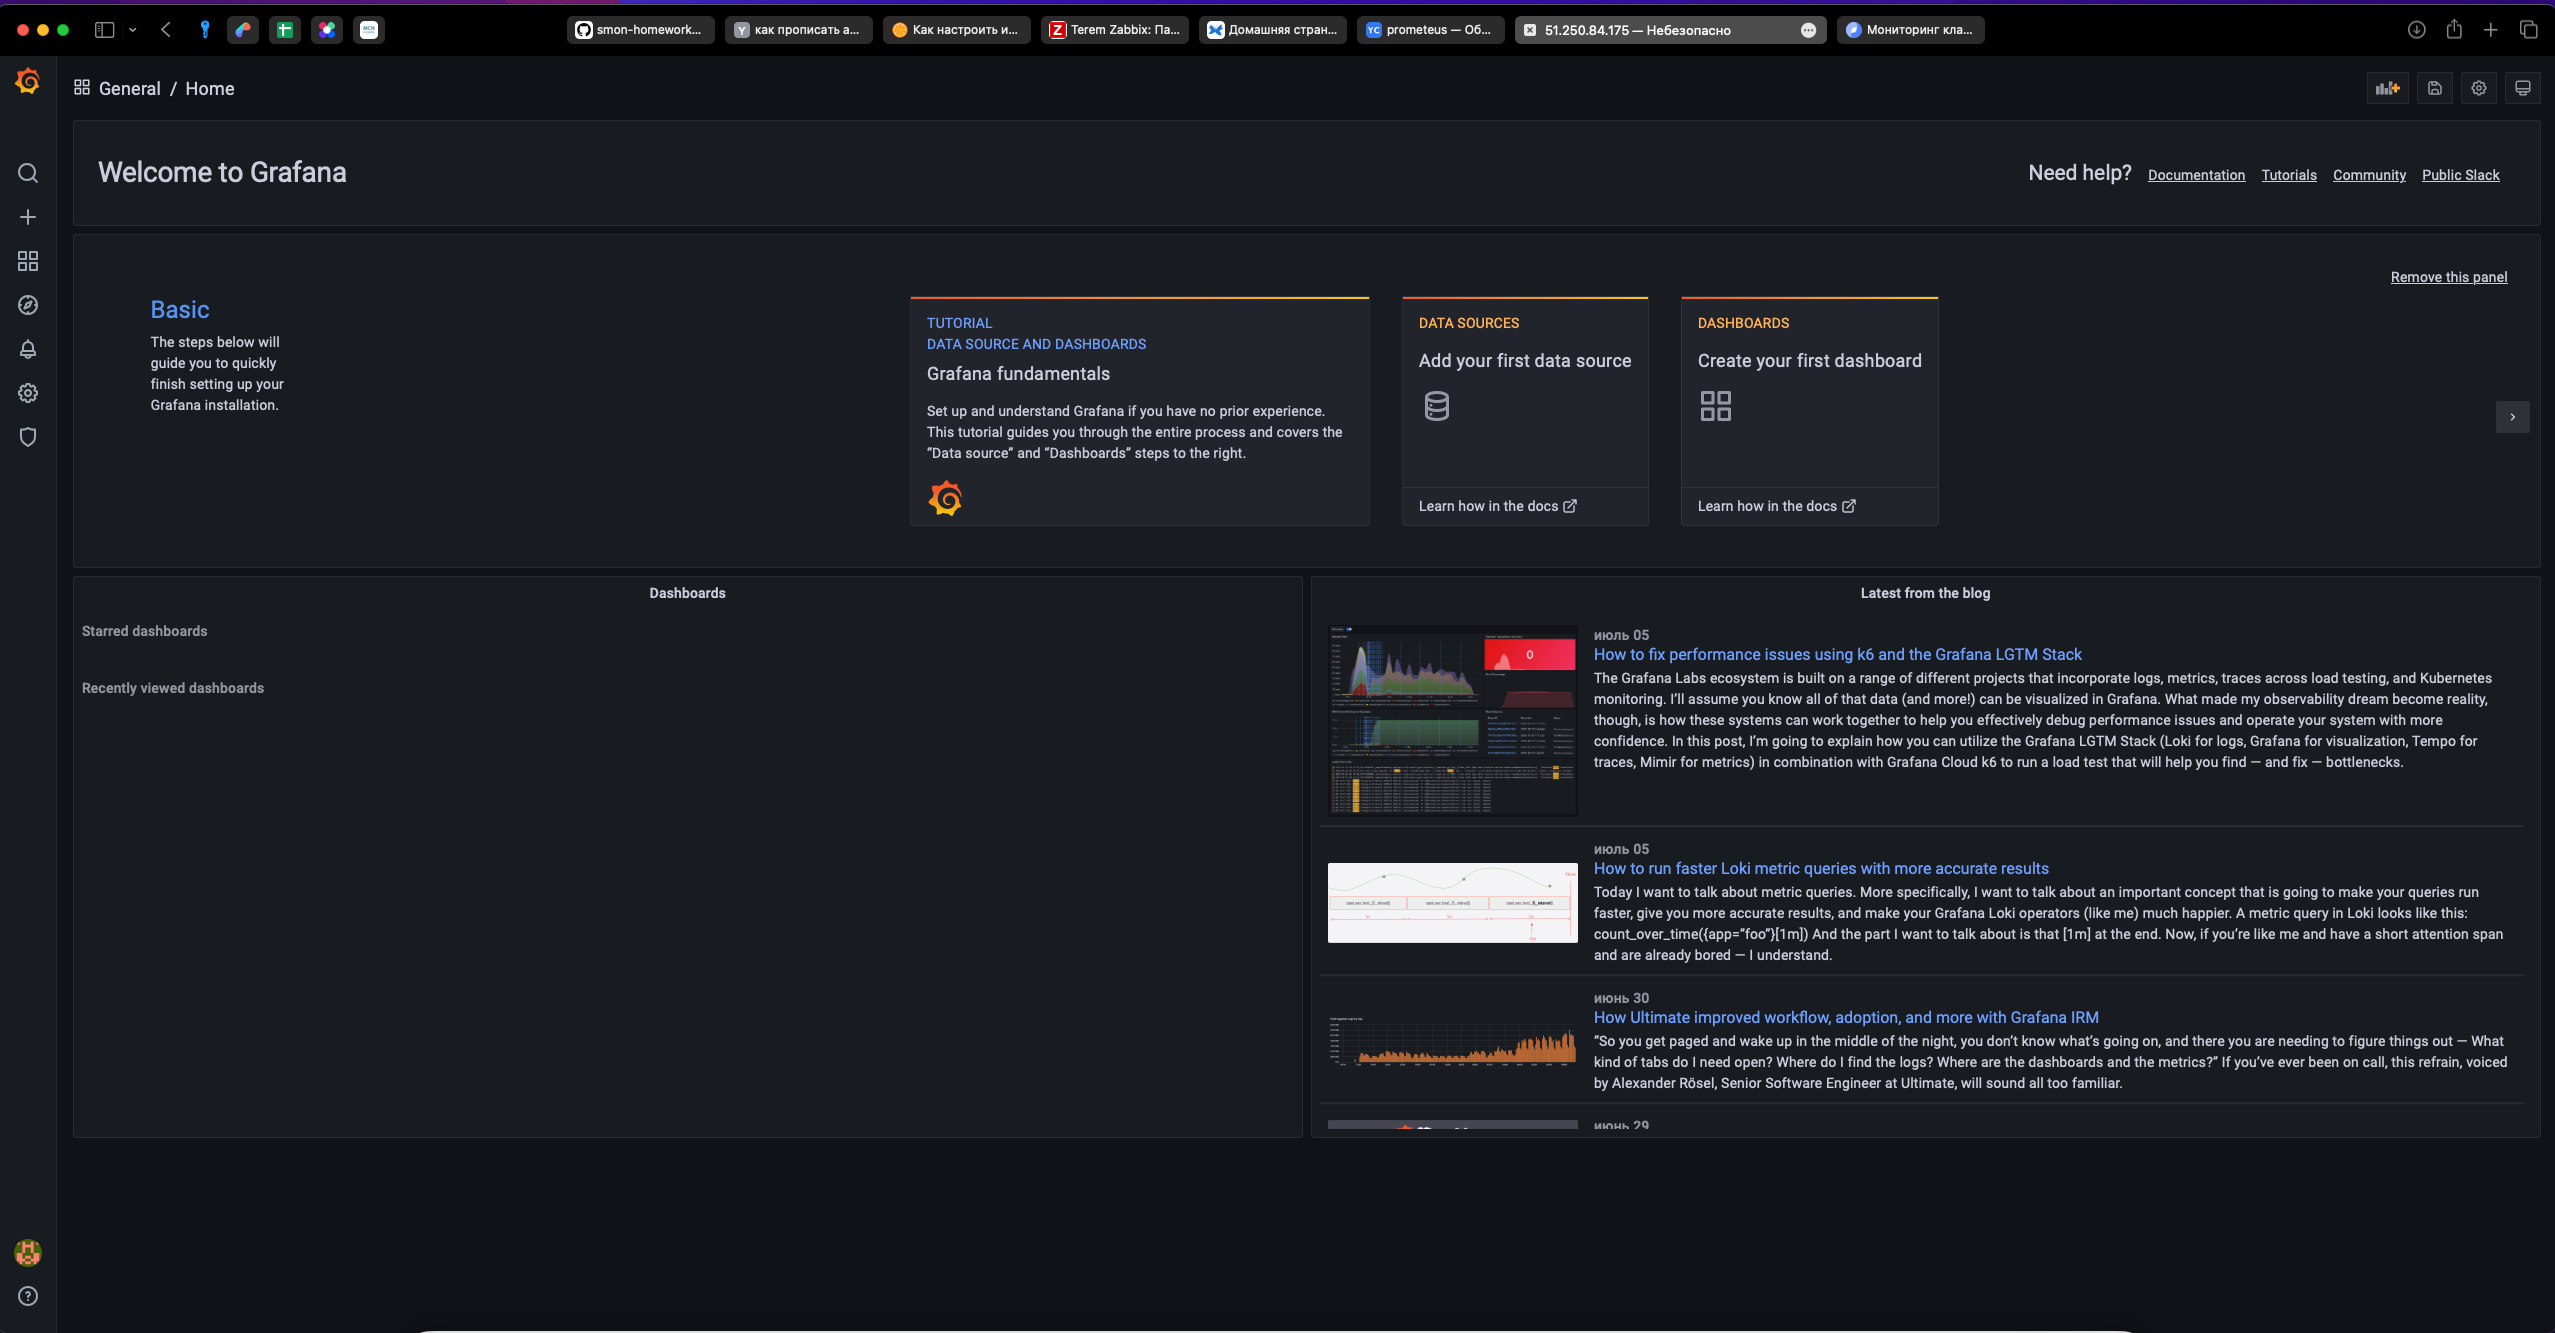 smon-homework...
как прописать а...
Как настроить и...
Terem Zabbix: Па...
Домашняя стран...
prometeus — Об...
51.250.84.175 — Небезопасно
Мониторинг кла...
General / Home
Welcome to Grafana
Need help? Documentation Tutorials Community Public Slack
Remove this panel
Basic
The steps below will
guide you to quickly
finish setting up your
Grafana installation.
TUTORIAL
DATA SOURCE AND DASHBOARDS
Grafana fundamentals
Set up and understand Grafana if you have no prior experience.
This tutorial guides you through the entire process and covers the
“Data source” and “Dashboards” steps to the right.
DATA SOURCES
Add your first data source
Learn how in the docs
DASHBOARDS
Create your first dashboard
Learn how in the docs
Dashboards
Starred dashboards
Recently viewed dashboards
Latest from the blog
июль 05
How to fix performance issues using k6 and the Grafana LGTM Stack
The Grafana Labs ecosystem is built on a range of different projects that incorporate logs, metrics, traces across load testing, and Kubernetes
monitoring. I’ll assume you know all of that data (and more!) can be visualized in Grafana. What made my observability dream become reality,
though, is how these systems can work together to help you effectively debug performance issues and operate your system with more
confidence. In this post, I’m going to explain how you can utilize the Grafana LGTM Stack (Loki for logs, Grafana for visualization, Tempo for
traces, Mimir for metrics) in combination with Grafana Cloud k6 to run a load test that will help you find — and fix — bottlenecks.
июль 05
How to run faster Loki metric queries with more accurate results
Today I want to talk about metric queries. More specifically, I want to talk about an important concept that is going to make your queries run
faster, give you more accurate results, and make your Grafana Loki operators (like me) much happier. A metric query in Loki looks like this:
count_over_time({app=“foo”}[1m]) And the part I want to talk about is that [1m] at the end. Now, if you’re like me and have a short attention span
and are already bored — I understand.
июнь 30
How Ultimate improved workflow, adoption, and more with Grafana IRM
“So you get paged and wake up in the middle of the night, you don’t know what’s going on, and there you are needing to figure things out — What
kind of tabs do I need open? Where do I find the logs? Where are the dashboards and the metrics?” If you’ve ever been on call, this refrain, voiced
by Alexander Rösel, Senior Software Engineer at Ultimate, will sound all too familiar.
июнь 29